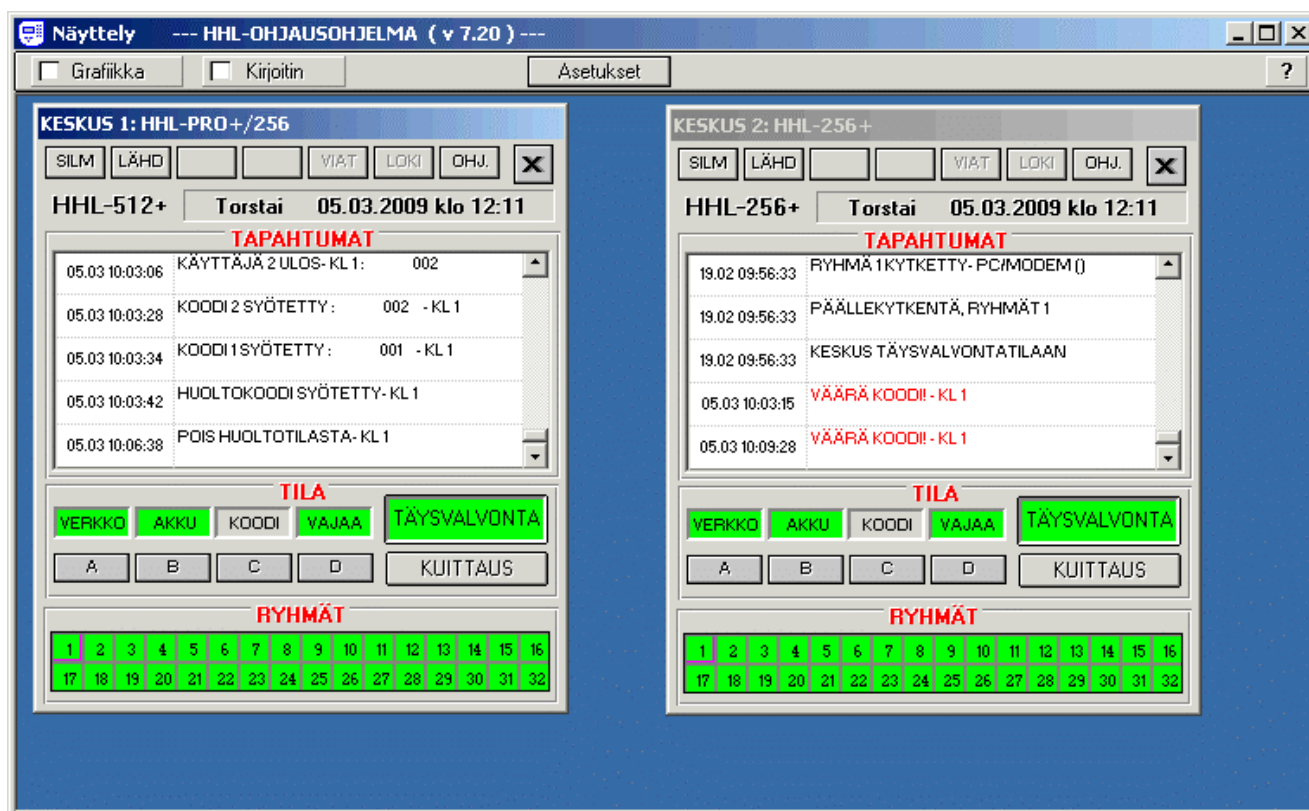 Näyttely --- HHL-OHJAUSOHJELMA ( v 7.20 ) ---
Grafiikka Kirjoitin Asetukset ?
KESKUS 1: HHL-PRO+/256
SILM LÄHD VIAT LOKI OHJ. X
HHL-512+ Torstai 05.03.2009 klo 12:11
TAPAHTUMAT
05.03 10:03:06 KÄYTTÄJÄ 2 ULOS- KL 1: 002
05.03 10:03:28 KOODI 2 SYÖTETTY : 002 - KL 1
05.03 10:03:34 KOODI 1 SYÖTETTY : 001 - KL 1
05.03 10:03:42 HUOLTOKOODI SYÖTETTY- KL 1
05.03 10:06:38 POIS HUOLTOTILASTA- KL 1
TILA
VERKKO AKKU KOODI VAJAA TÄYSVALVONTA
A B C D KUITTAUS
RYHMÄT
1 2 3 4 5 6 7 8 9 10 11 12 13 14 15 16
17 18 19 20 21 22 23 24 25 26 27 28 29 30 31 32
KESKUS 2: HHL-256+
SILM LÄHD VIAT LOKI OHJ. X
HHL-256+ Torstai 05.03.2009 klo 12:11
TAPAHTUMAT
19.02 09:56:33 RYHMÄ 1 KYTKETTY- PC/MODEM ()
19.02 09:56:33 PÄÄLLEKYTKENTÄ, RYHMÄT 1
19.02 09:56:33 KESKUS TÄYSVALVONTATILAAN
05.03 10:03:15 VÄÄRÄ KOODI! - KL 1
05.03 10:09:28 VÄÄRÄ KOODI! - KL 1
TILA
VERKKO AKKU KOODI VAJAA TÄYSVALVONTA
A B C D KUITTAUS
RYHMÄT
1 2 3 4 5 6 7 8 9 10 11 12 13 14 15 16
17 18 19 20 21 22 23 24 25 26 27 28 29 30 31 32